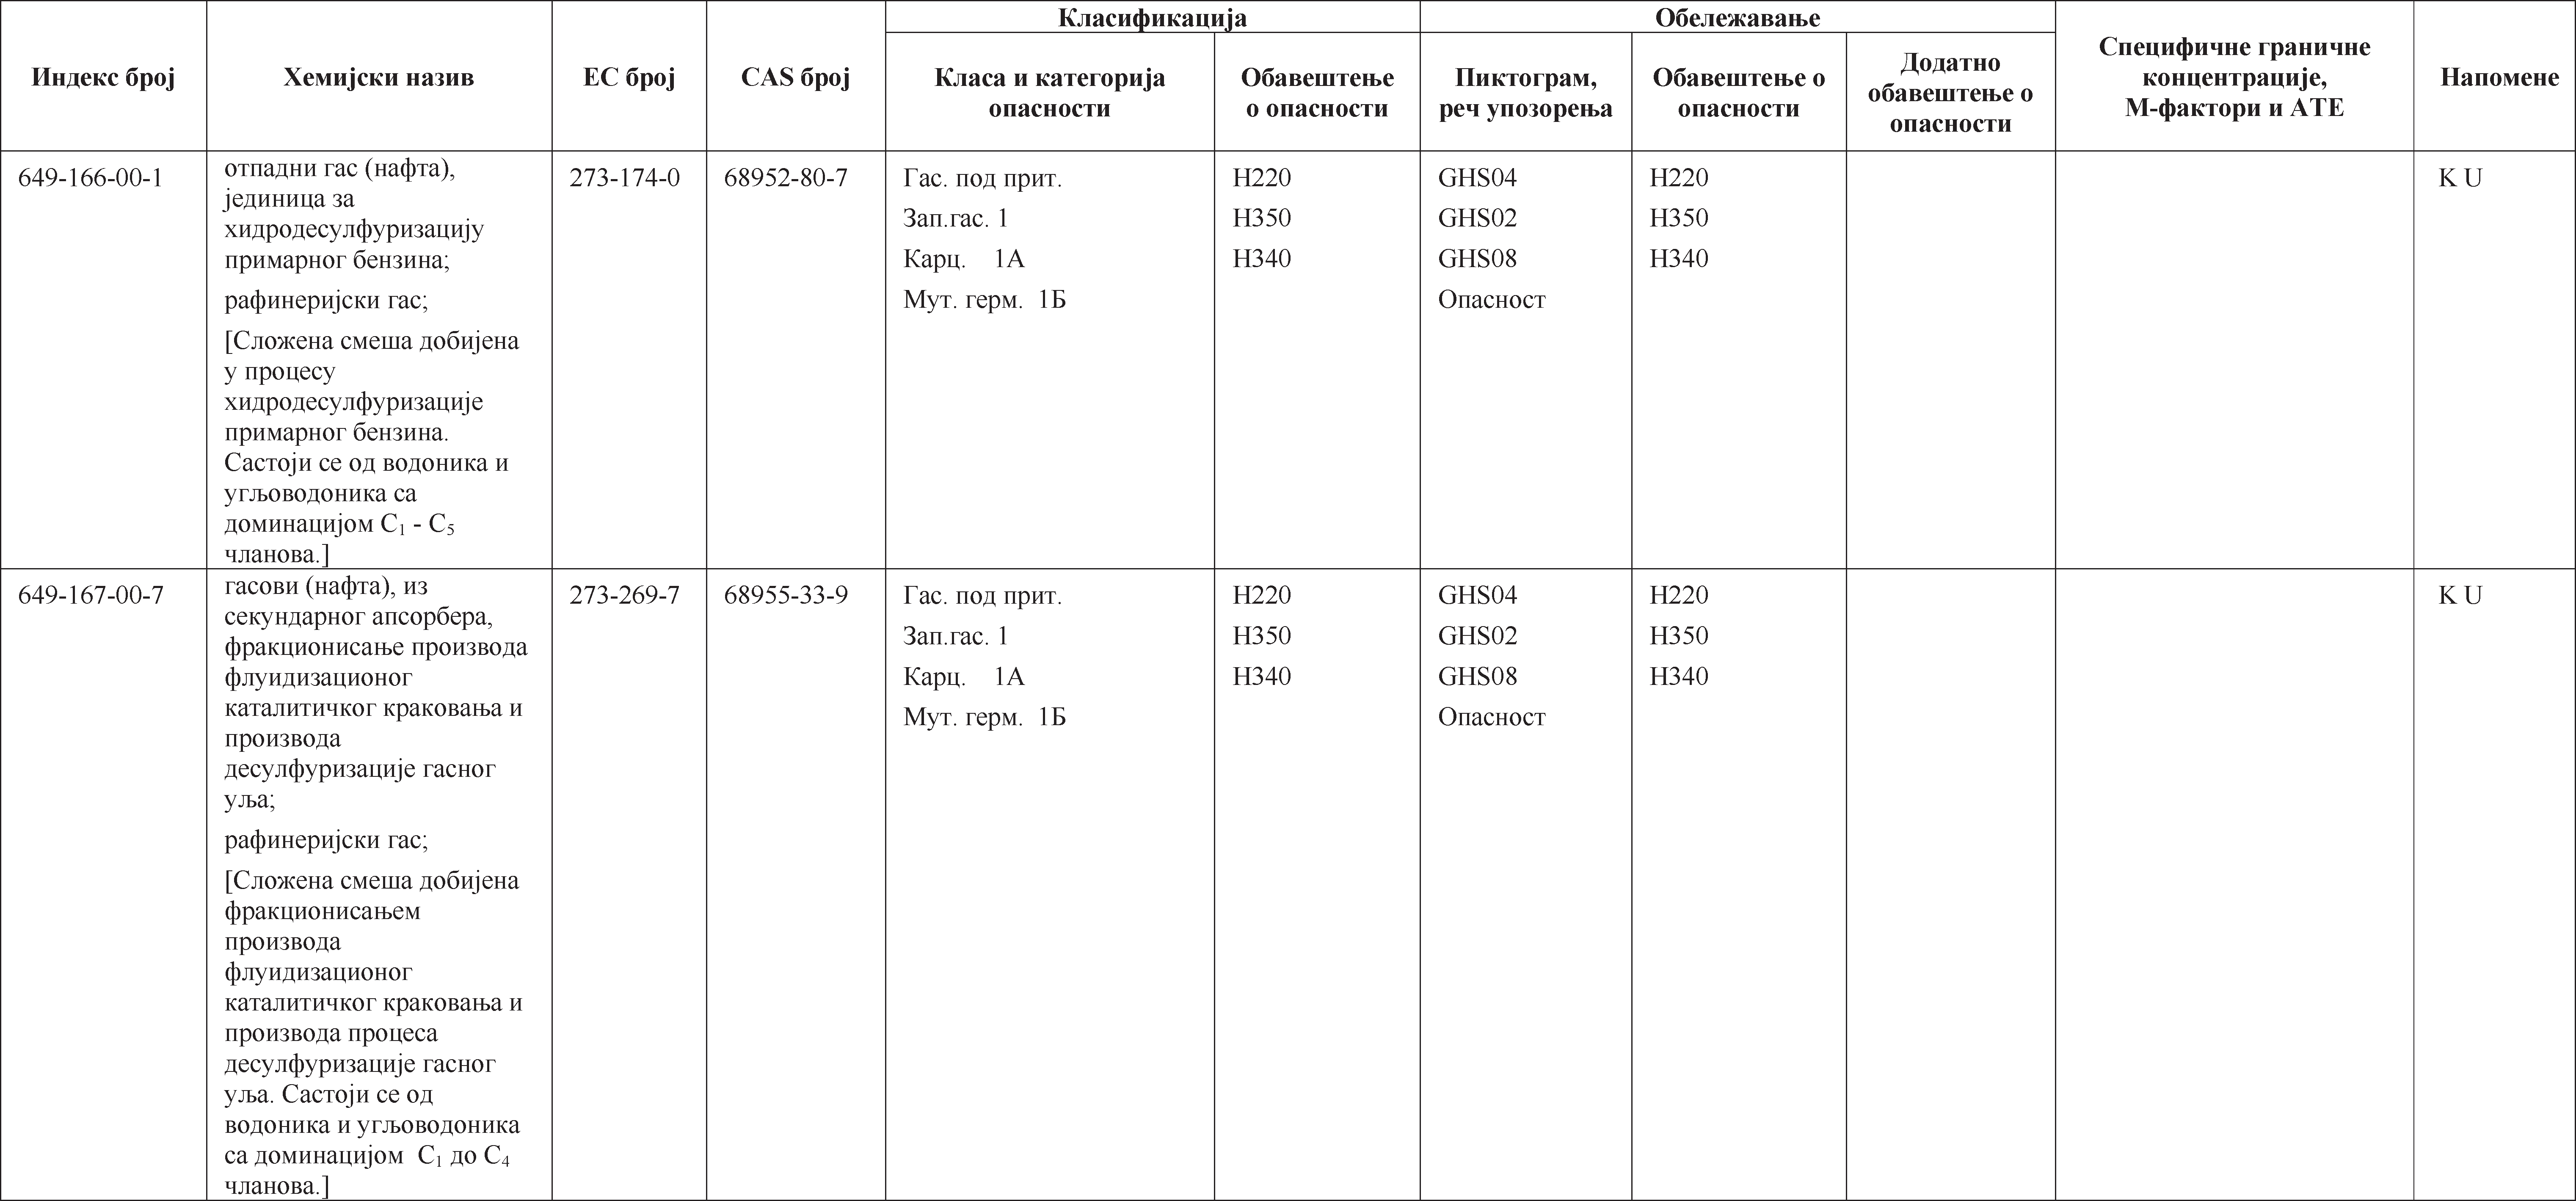 Индекс број
Хемијски назив
ЕС број
CAS број
Класификација
Класа и категорија
опасности
Обавештење
о опасности
Обележавање
Пиктограм,
реч упозорења
Обавештење о
опасности
Додатно
обавештење о
опасности
Специфичне граничне
концентрације,
М-фактори и АТЕ
Напомене
649-166-00-1
отпадни гас (нафта),
јединица за
хидродесулфуризацију
примарног бензина;
рафинеријски гас;
[Сложена смеша добијена
у процесу
хидродесулфуризације
примарног бензина.
Састоји се од водоника и
угљоводоника са
доминацијом C₁ - C₅
чланова.]
273-174-0
68952-80-7
Гас. под прит.
Зап.гас. 1
Карц. 1А
Мут. герм. 1Б
H220
H350
H340
GHS04
GHS02
GHS08
Опасност
H220
H350
H340
K U
649-167-00-7
гасови (нафта), из
секундарног апсорбера,
фракционисање производа
флуидизационог
каталитичког краковања и
производа
десулфуризације гасног
уља;
рафинеријски гас;
[Сложена смеша добијена
фракционисањем
производа
флуидизационог
каталитичког краковања и
производа процеса
десулфуризације гасног
уља. Састоји се од
водоника и угљоводоника
са доминацијом C₁ до C₄
чланова.]
273-269-7
68955-33-9
Гас. под прит.
Зап.гас. 1
Карц. 1А
Мут. герм. 1Б
H220
H350
H340
GHS04
GHS02
GHS08
Опасност
H220
H350
H340
K U